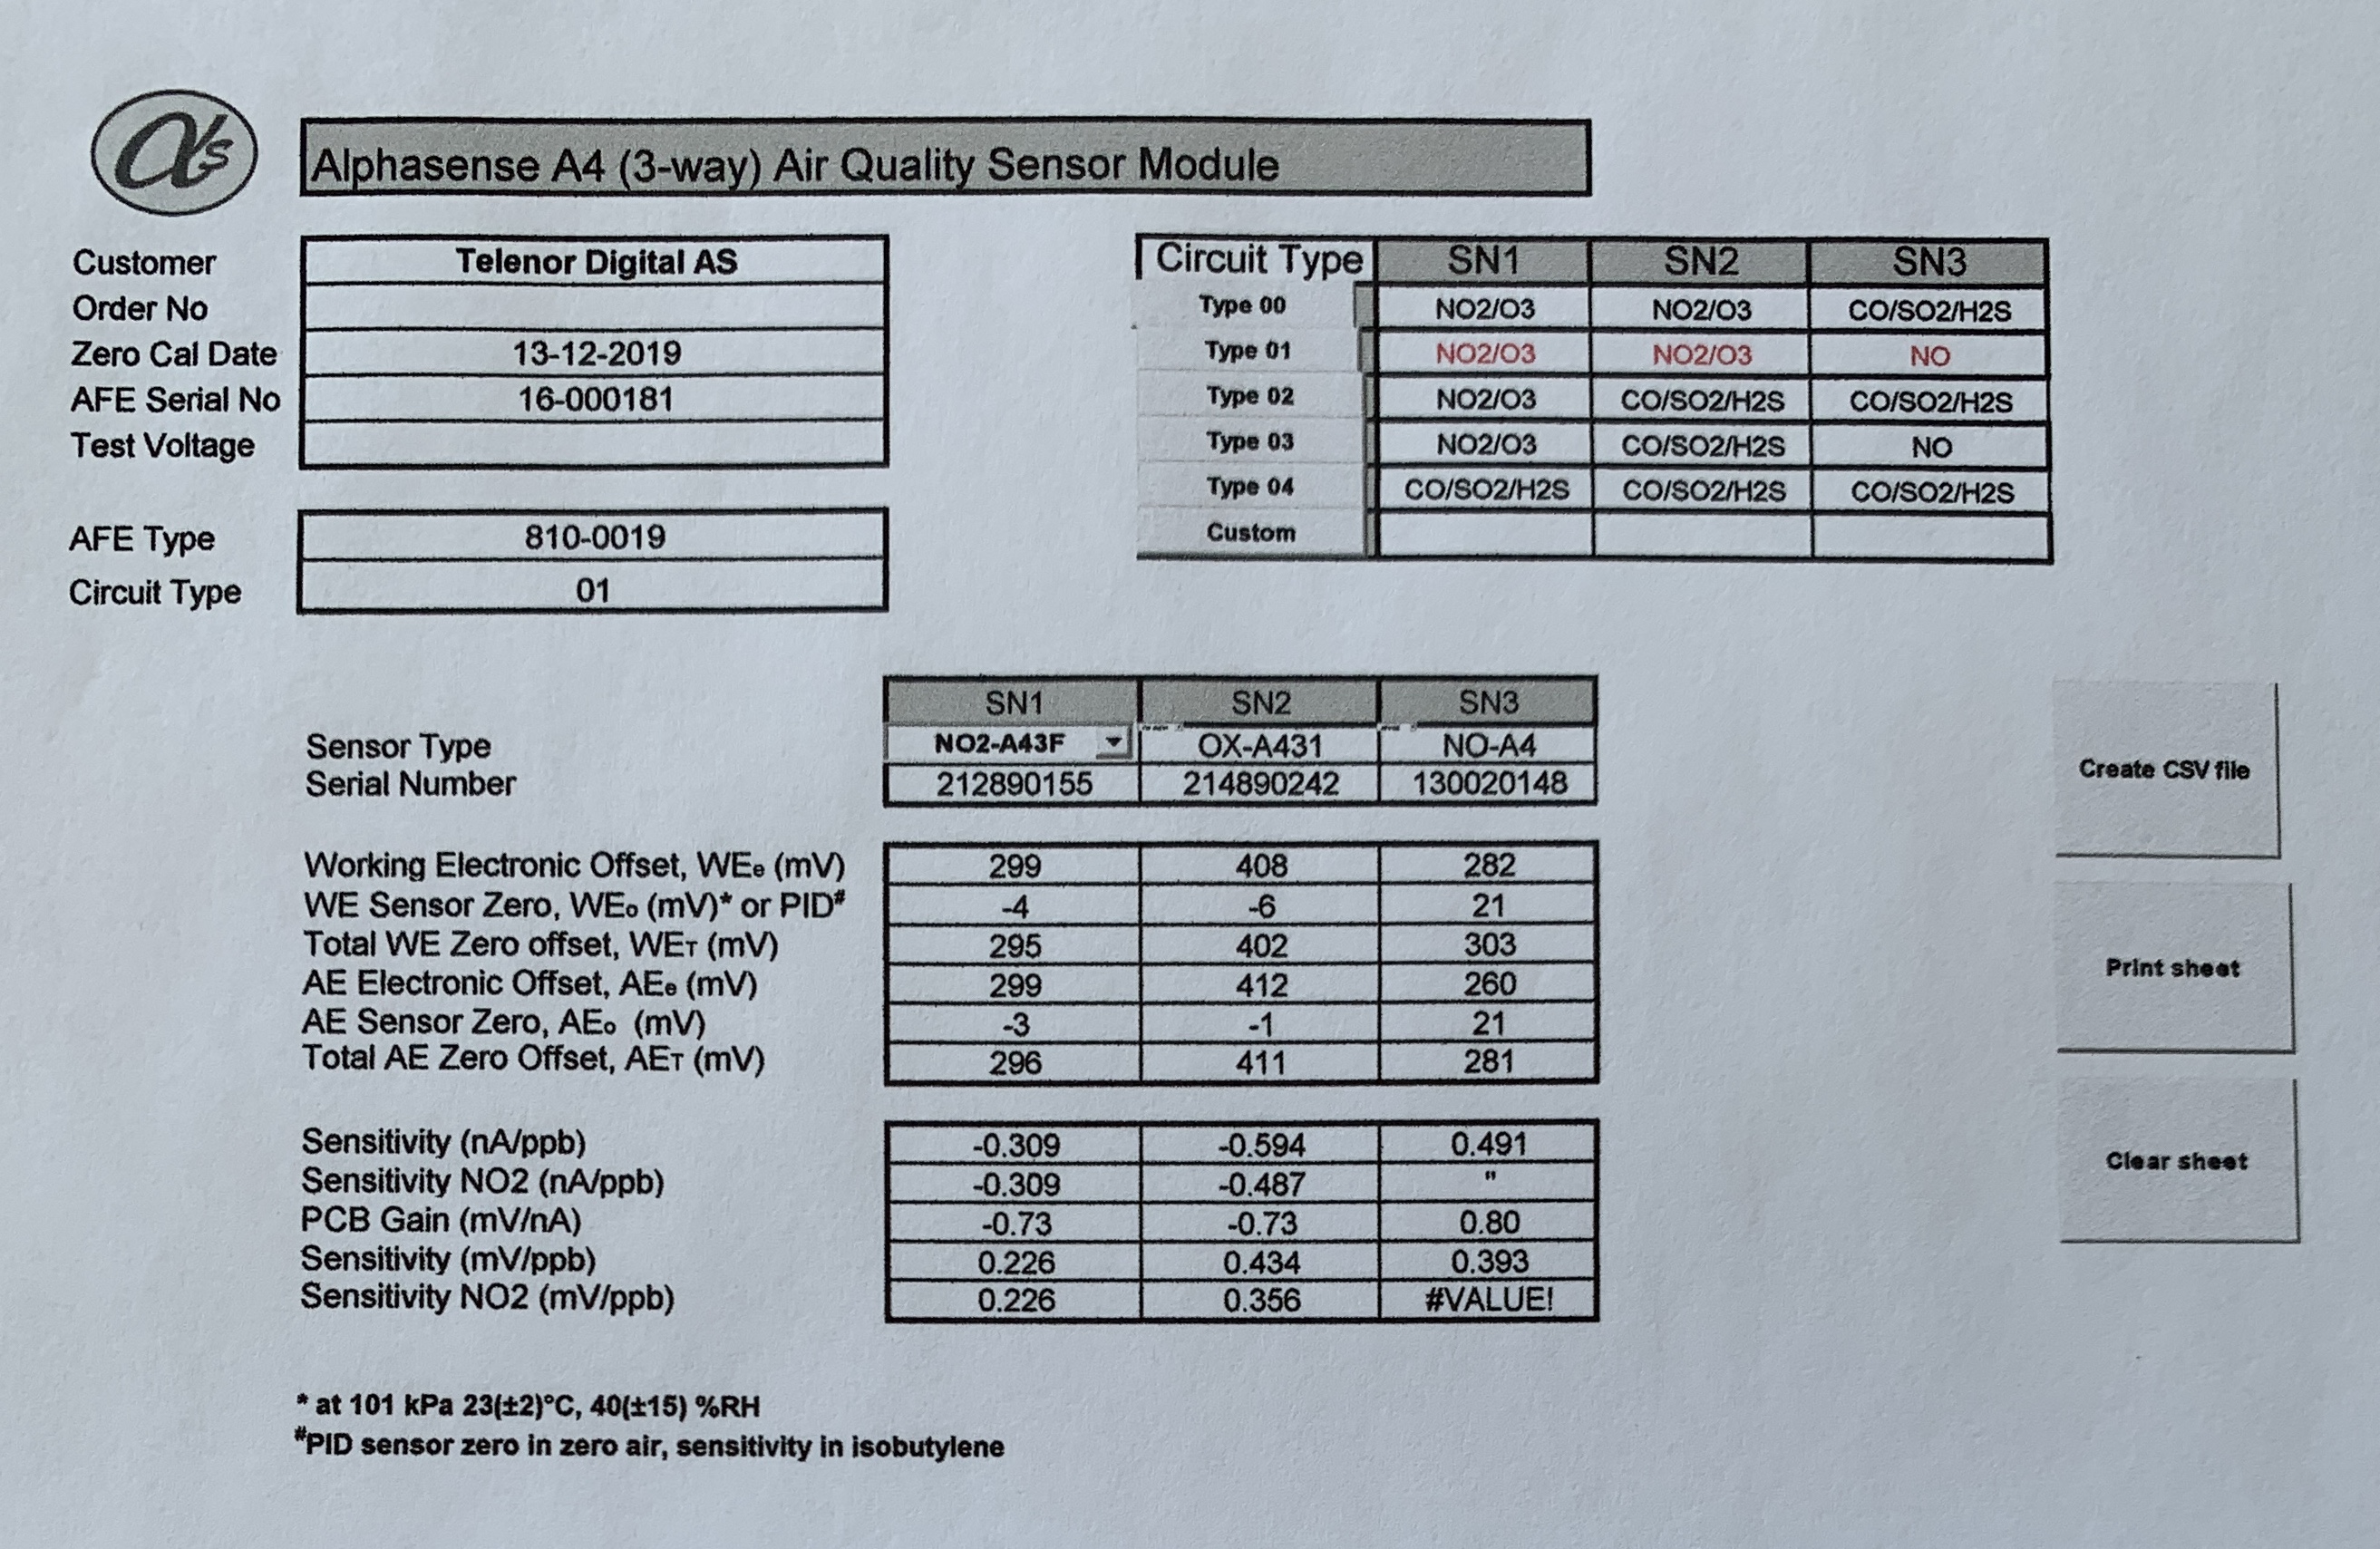 αs
Alphasense A4 (3-way) Air Quality Sensor Module
Customer Telenor Digital AS
Order No
Zero Cal Date 13-12-2019
AFE Serial No 16-000181
Test Voltage
AFE Type 810-0019
Circuit Type 01
Circuit Type SN1 SN2 SN3
Type 00 NO2/O3 NO2/O3 CO/SO2/H2S
Type 01 NO2/O3 NO2/O3 NO
Type 02 NO2/O3 CO/SO2/H2S CO/SO2/H2S
Type 03 NO2/O3 CO/SO2/H2S NO
Type 04 CO/SO2/H2S CO/SO2/H2S CO/SO2/H2S
Custom
SN1 SN2 SN3
Sensor Type NO2-A43F OX-A431 NO-A4
Serial Number 212890155 214890242 130020148
Working Electronic Offset, WEe (mV) 299 408 282
WE Sensor Zero, WEo (mV)* or PID# -4 -6 21
Total WE Zero offset, WET (mV) 295 402 303
AE Electronic Offset, AEe (mV) 299 412 260
AE Sensor Zero, AEo (mV) -3 -1 21
Total AE Zero Offset, AET (mV) 296 411 281
Sensitivity (nA/ppb) -0.309 -0.594 0.491
Sensitivity NO2 (nA/ppb) -0.309 -0.487 "
PCB Gain (mV/nA) -0.73 -0.73 0.80
Sensitivity (mV/ppb) 0.226 0.434 0.393
Sensitivity NO2 (mV/ppb) 0.226 0.356 #VALUE!
Create CSV file
Print sheet
Clear sheet
* at 101 kPa 23(±2)°C, 40(±15) %RH
#PID sensor zero in zero air, sensitivity in isobutylene